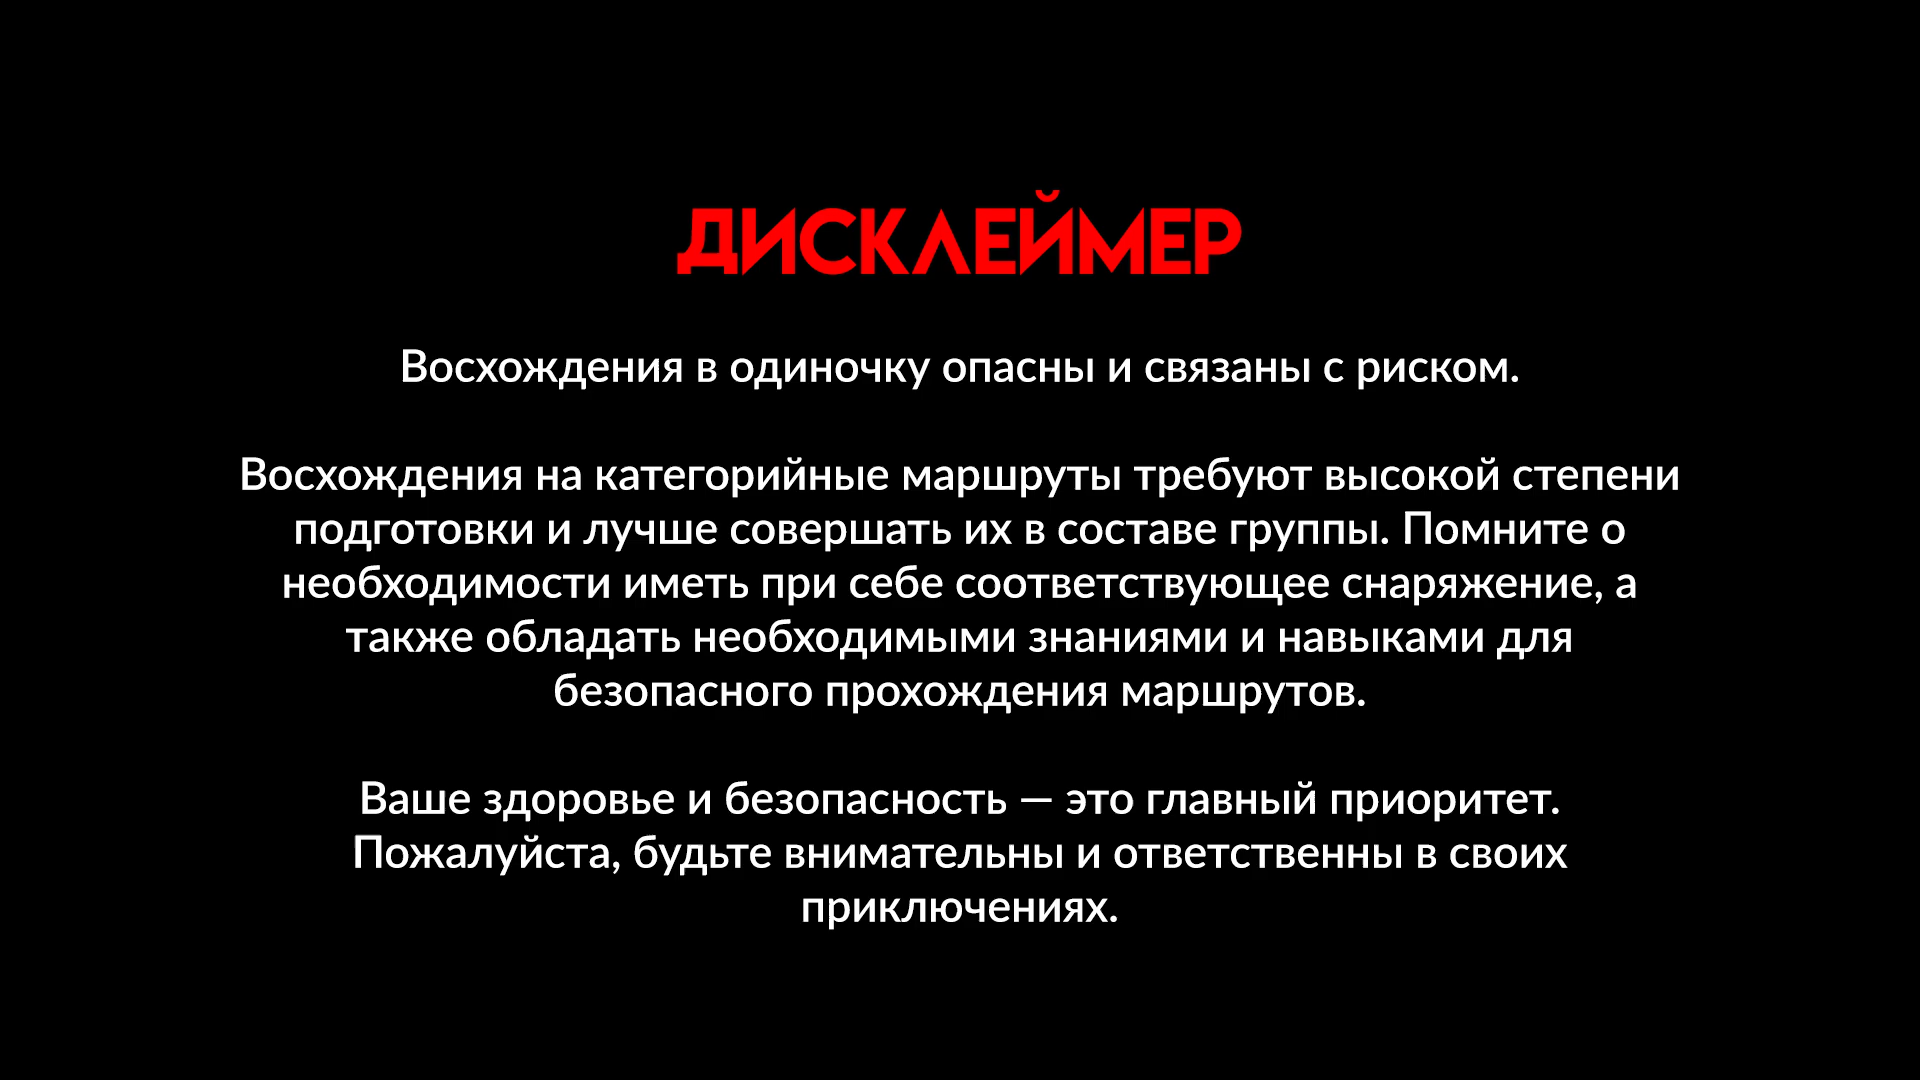 ДИСКЛЕЙМЕР
Восхождения в одиночку опасны и связаны с риском.
Восхождения на категорийные маршруты требуют высокой степени
подготовки и лучше совершать их в составе группы. Помните о
необходимости иметь при себе соответствующее снаряжение, а
также обладать необходимыми знаниями и навыками для
безопасного прохождения маршрутов.
Ваше здоровье и безопасность — это главный приоритет.
Пожалуйста, будьте внимательны и ответственны в своих
приключениях.